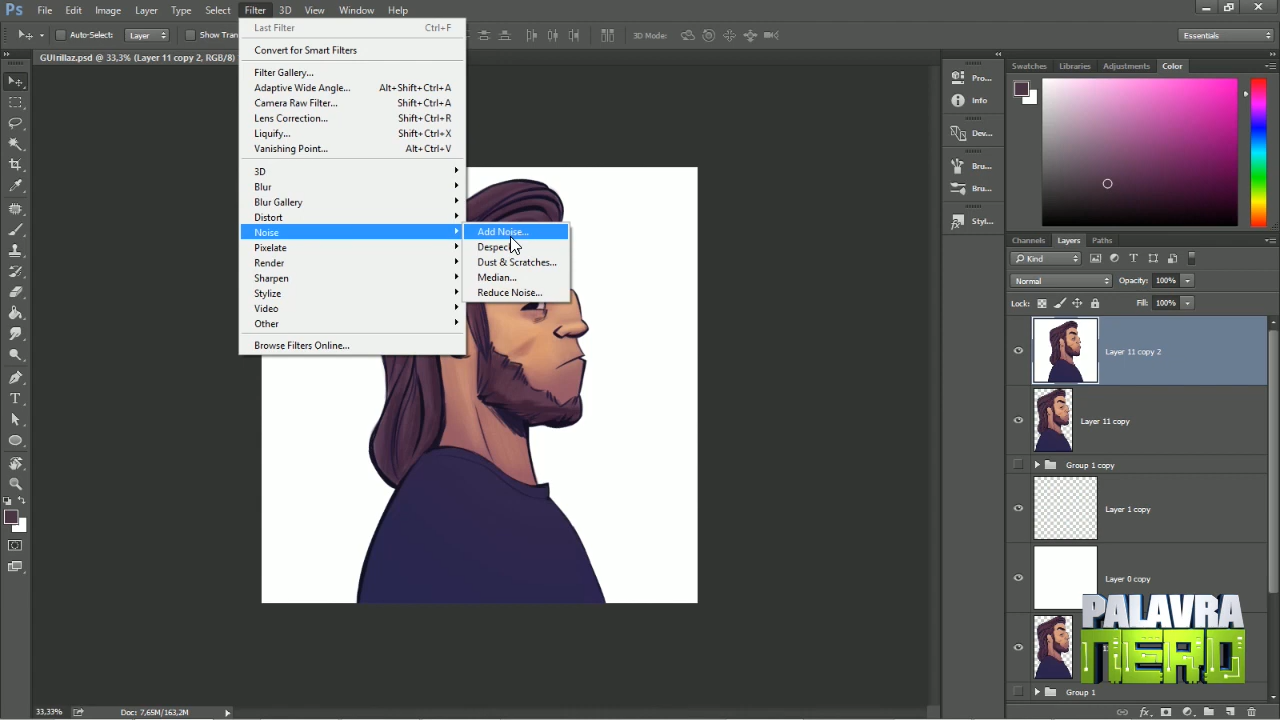 Ps File Edit Image Layer Type Select Filter 3D View Window Help
Auto-Select: Layer Show Tran 3D Mode: Essentials
GUIrillaz.psd @ 33,3% (Layer 11 copy 2, RGB/8)
Last Filter Ctrl+F
Convert for Smart Filters
Filter Gallery...
Adaptive Wide Angle... Alt+Shift+Ctrl+A
Camera Raw Filter... Shift+Ctrl+A
Lens Correction... Shift+Ctrl+R
Liquify... Shift+Ctrl+X
Vanishing Point... Alt+Ctrl+V
3D
Blur
Blur Gallery
Distort
Noise
Pixelate
Render
Sharpen
Stylize
Video
Other
Browse Filters Online...
Add Noise...
Despec
Dust & Scratches...
Median...
Reduce Noise...
Pro...
Info
Dev...
Bru...
Bru...
Styl...
Swatches Libraries Adjustments Color
Channels Layers Paths
Kind
Normal Opacity: 100%
Lock: Fill: 100%
Layer 11 copy 2
Layer 11 copy
Group 1 copy
Layer 1 copy
Layer 0 copy
Group 1
PALAVRA
NERD
33,33% Doc: 7,65M/163,2M